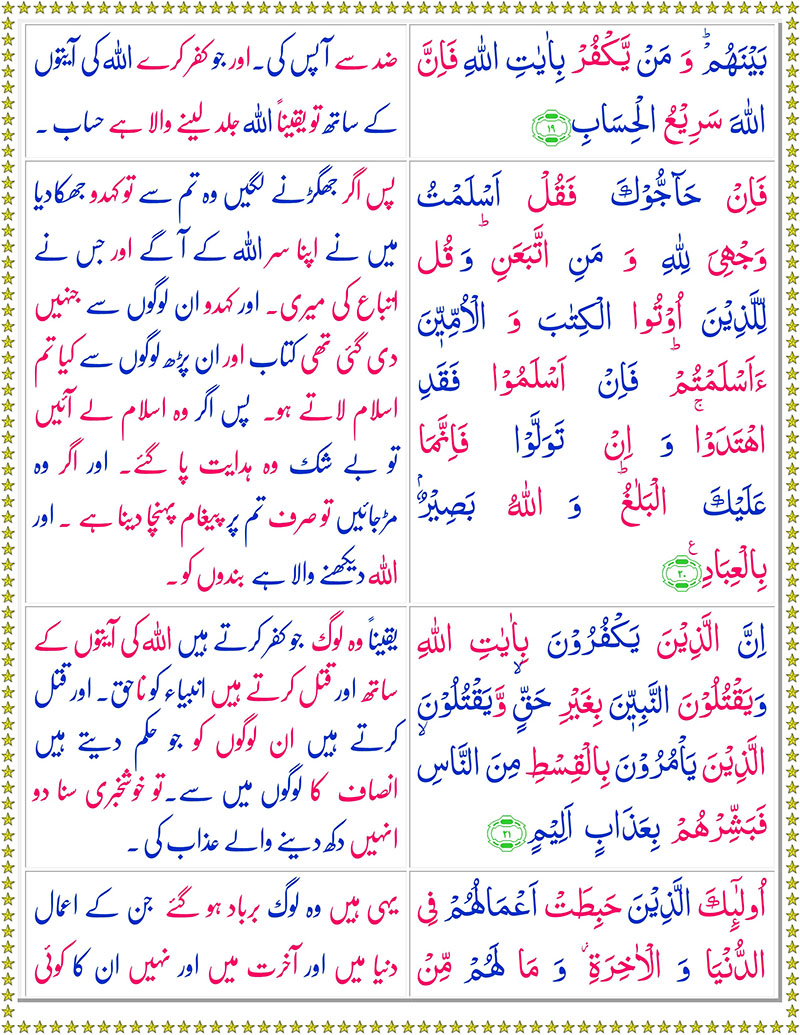 بَيْنَهُمْ ؕ وَ مَنْ يَّكْفُرْ بِاٰيٰتِ اللّٰهِ فَاِنَّ
اللّٰهَ سَرِيْعُ الْحِسَابِ ۱۹
ضد سے آپس کی۔ اور جو کفر کرے اللہ کی آیتوں
کے ساتھ تو یقیناً اللہ جلد لینے والا ہے حساب ۔
فَاِنْ حَآجُّوْكَ فَقُلْ اَسْلَمْتُ
وَجْهِيَ لِلّٰهِ وَ مَنِ اتَّبَعَنِ ؕ وَ قُل
لِّلَّذِيْنَ اُوْتُوا الْكِتٰبَ وَ الْاُمِّيّٖنَ
ءَاَسْلَمْتُمْ ؕ فَاِنْ اَسْلَمُوْا فَقَدِ
اهْتَدَوْا ۚ وَ اِنْ تَوَلَّوْا فَاِنَّمَا
عَلَيْكَ الْبَلٰغُ ؕ وَ اللّٰهُ بَصِيْرٌۢ
بِالْعِبَادِ ۲۰ ع
پس اگر جھگڑنے لگیں وہ تم سے تو کہدو جھکا دیا
میں نے اپنا سر اللہ کے آگے اور جس نے
اتباع کی میری۔ اور کہدو ان لوگوں سے جنہیں
دی گئی تھی کتاب اور ان پڑھ لوگوں سے کیا تم
اسلام لاتے ہو۔ پس اگر وہ اسلام لے آئیں
تو بے شک وہ ہدایت پا گئے۔ اور اگر وہ
مڑجائیں تو صرف تم پر پیغام پہنچا دینا ہے ۔ اور
اللہ دیکھنے والا ہے بندوں کو۔
اِنَّ الَّذِيْنَ يَكْفُرُوْنَ بِاٰيٰتِ اللّٰهِ
وَيَقْتُلُوْنَ النَّبِيّٖنَ بِغَيْرِ حَقٍّ ۙ وَّيَقْتُلُوْنَ
الَّذِيْنَ يَاْمُرُوْنَ بِالْقِسْطِ مِنَ النَّاسِ ۙ
فَبَشِّرْهُمْ بِعَذَابٍ اَلِيْمٍ ۲۱
یقیناً وہ لوگ جو کفر کرتے ہیں اللہ کی آیتوں کے
ساتھ اور قتل کرتے ہیں انبیاء کو ناحق۔ اور قتل
کرتے ہیں ان لوگوں کو جو حکم دیتے ہیں
انصاف کا لوگوں میں سے۔ تو خوشخبری سنا دو
انہیں دکھ دینے والے عذاب کی ۔
اُولٰٓئِكَ الَّذِيْنَ حَبِطَتْ اَعْمَالُهُمْ فِي
الدُّنْيَا وَ الْاٰخِرَةِ ۫ وَ مَا لَهُمْ مِّنْ
یہی ہیں وہ لوگ برباد ہو گئے جن کے اعمال
دنیا میں اور آخرت میں اور نہیں ان کا کوئی